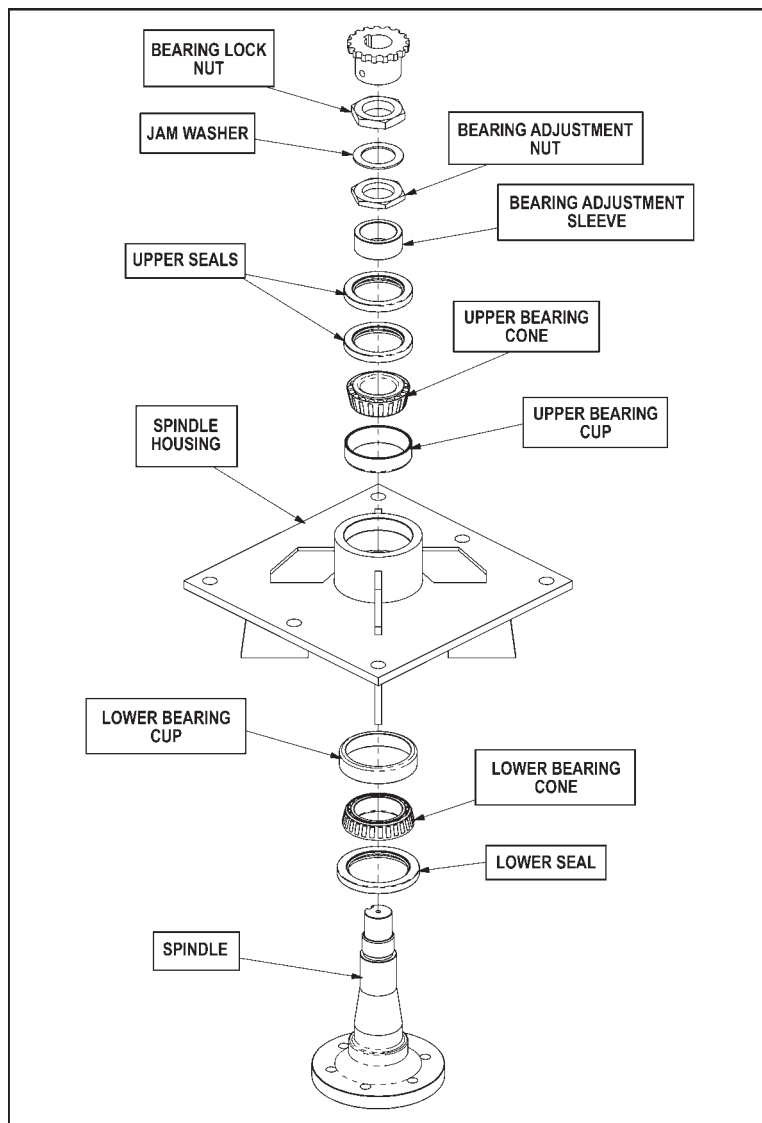 BEARING LOCK
NUT
JAM WASHER
BEARING ADJUSTMENT
NUT
BEARING ADJUSTMENT
SLEEVE
UPPER SEALS
UPPER BEARING
CONE
UPPER BEARING
CUP
SPINDLE
HOUSING
LOWER BEARING
CUP
LOWER BEARING
CONE
LOWER SEAL
SPINDLE